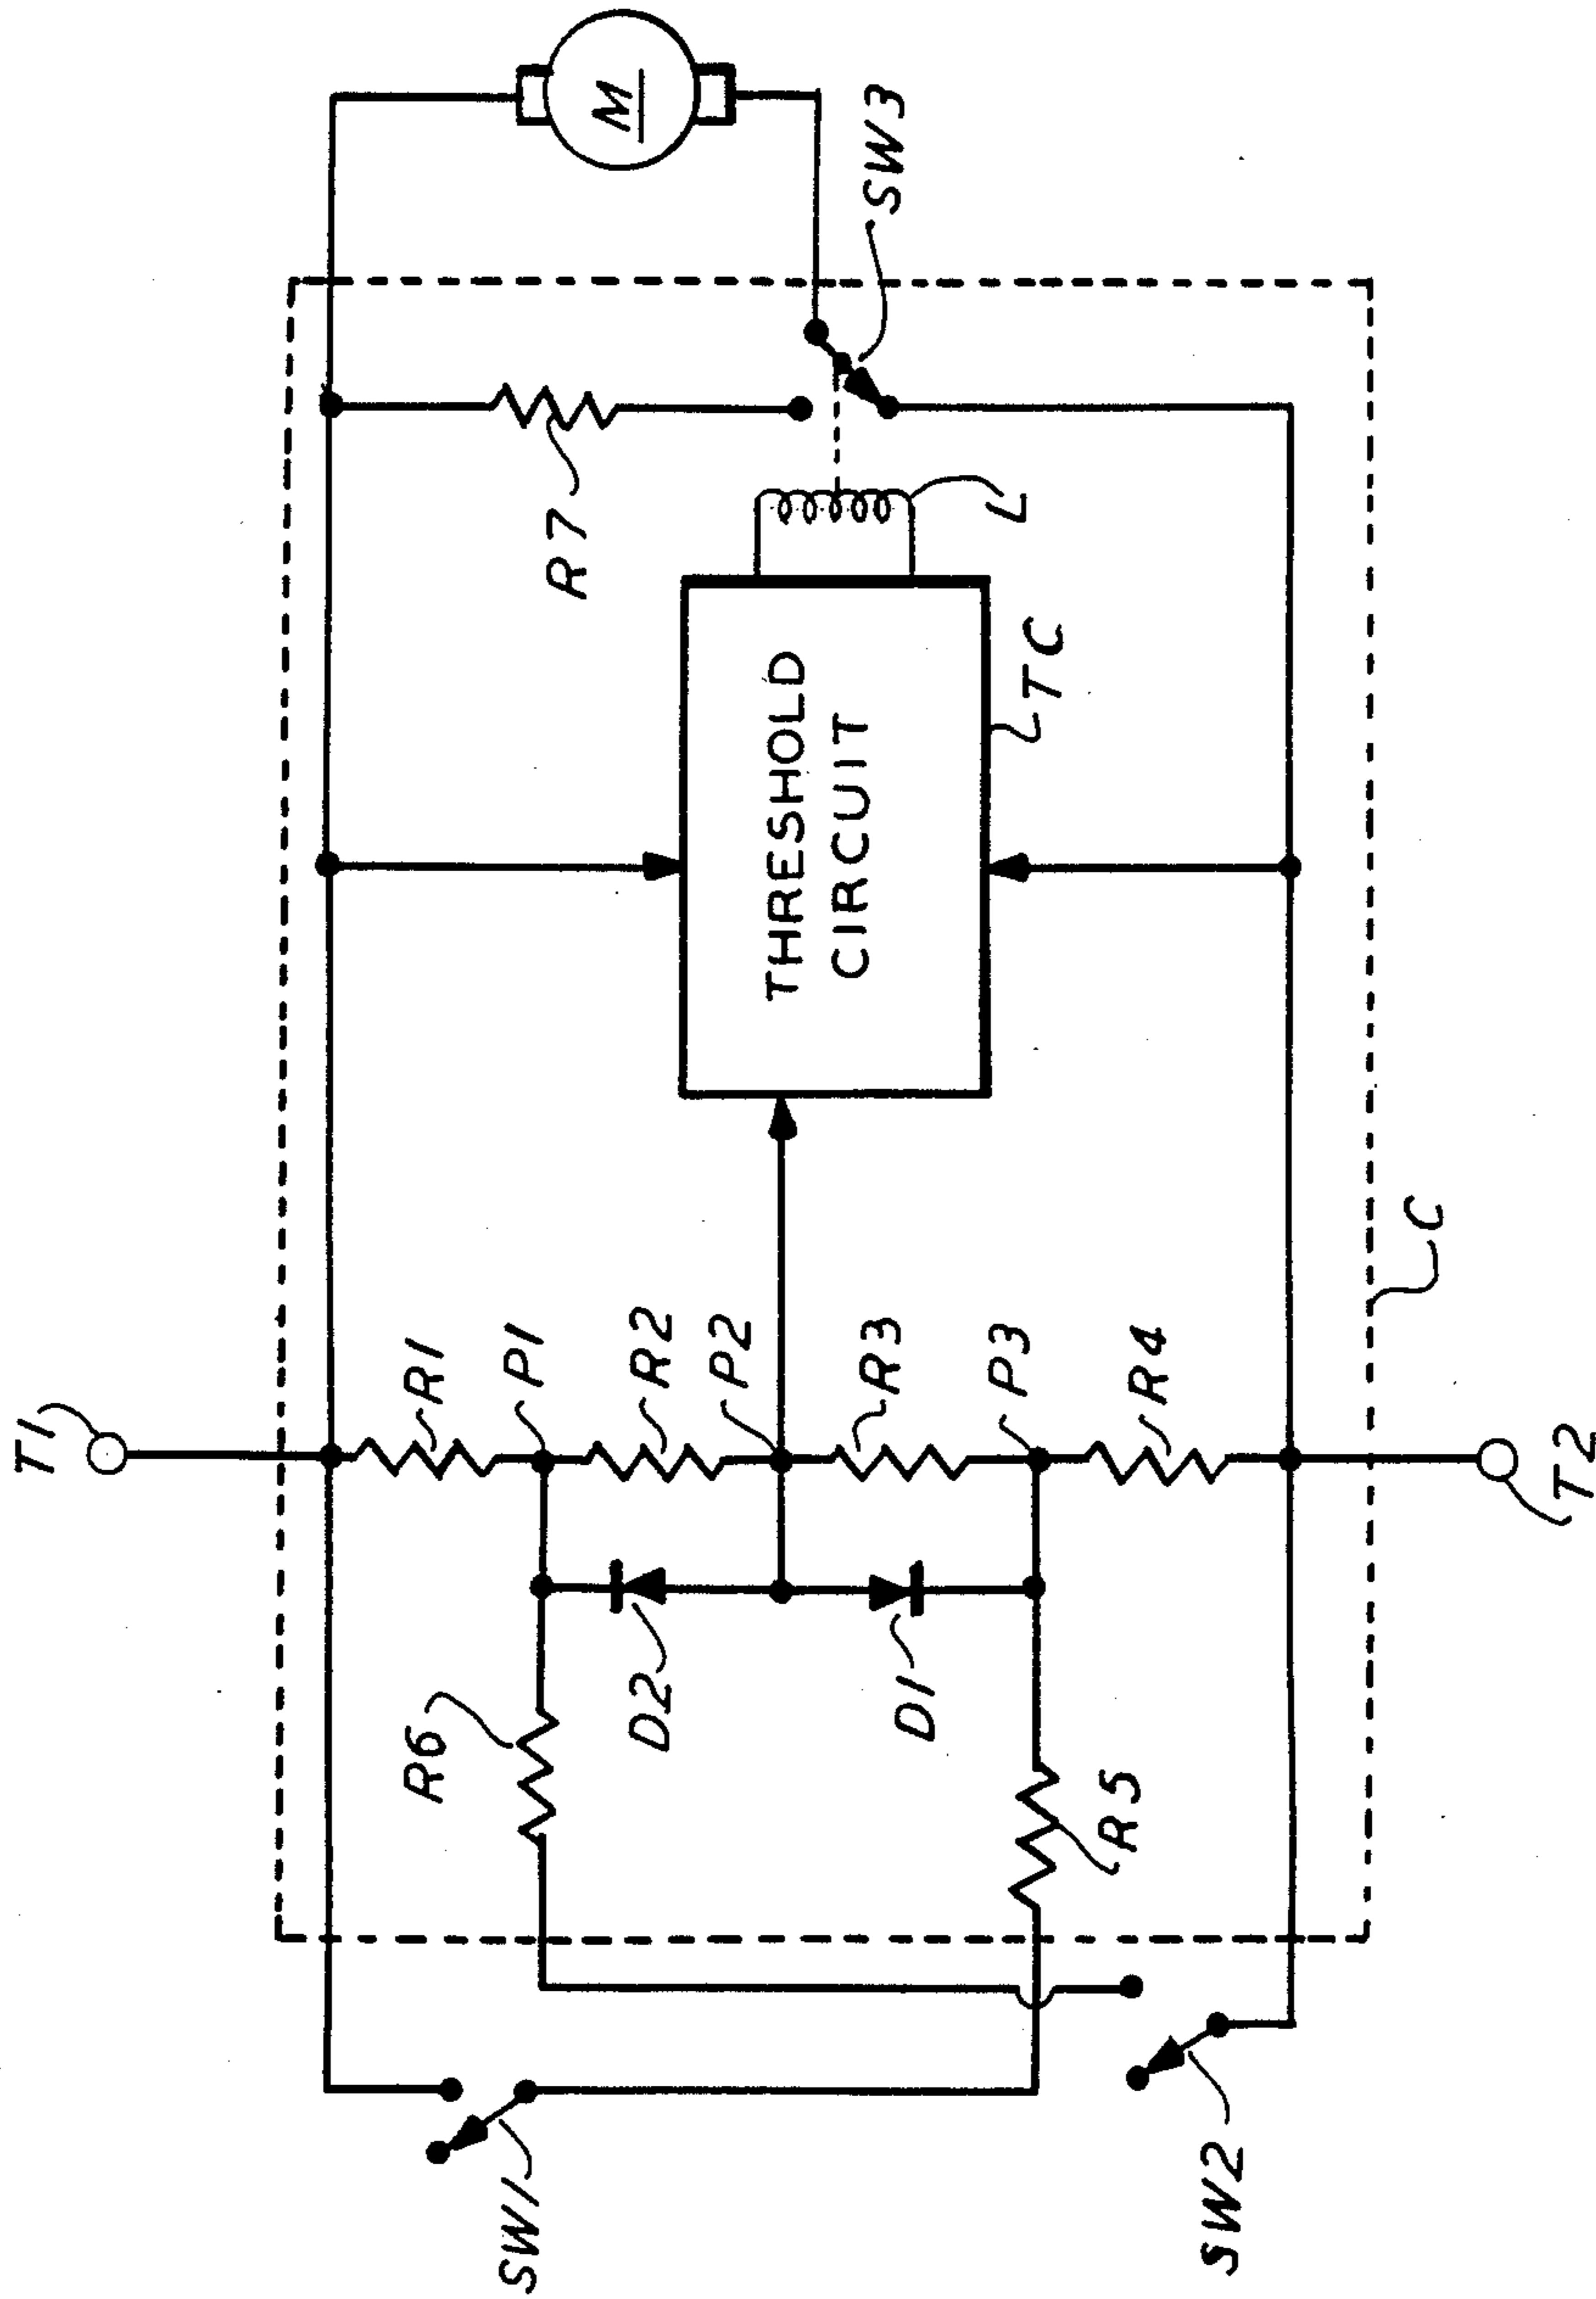 T1
R1
P1
R2
P2
R3
P3
R4
T2
R6
D2
D1
R5
SW1
SW2
THRESHOLD
CIRCUIT
TC
L
R7
SW3
M
C